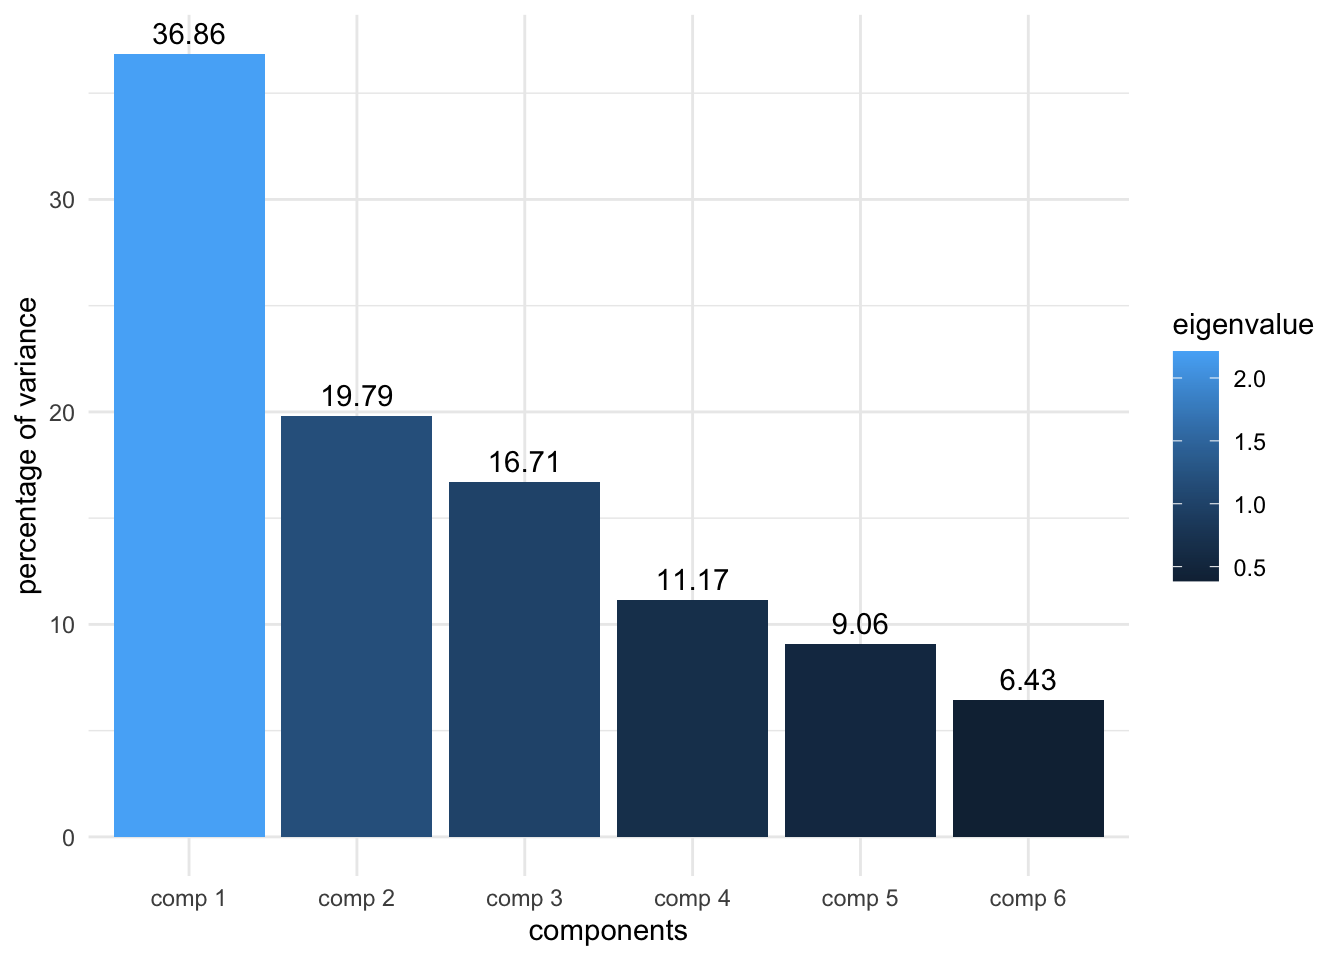 36.86
19.79
16.71
11.17
9.06
6.43
30
20
10
0
percentage of variance
comp 1
comp 2
comp 3
comp 4
comp 5
comp 6
components
eigenvalue
2.0
1.5
1.0
0.5